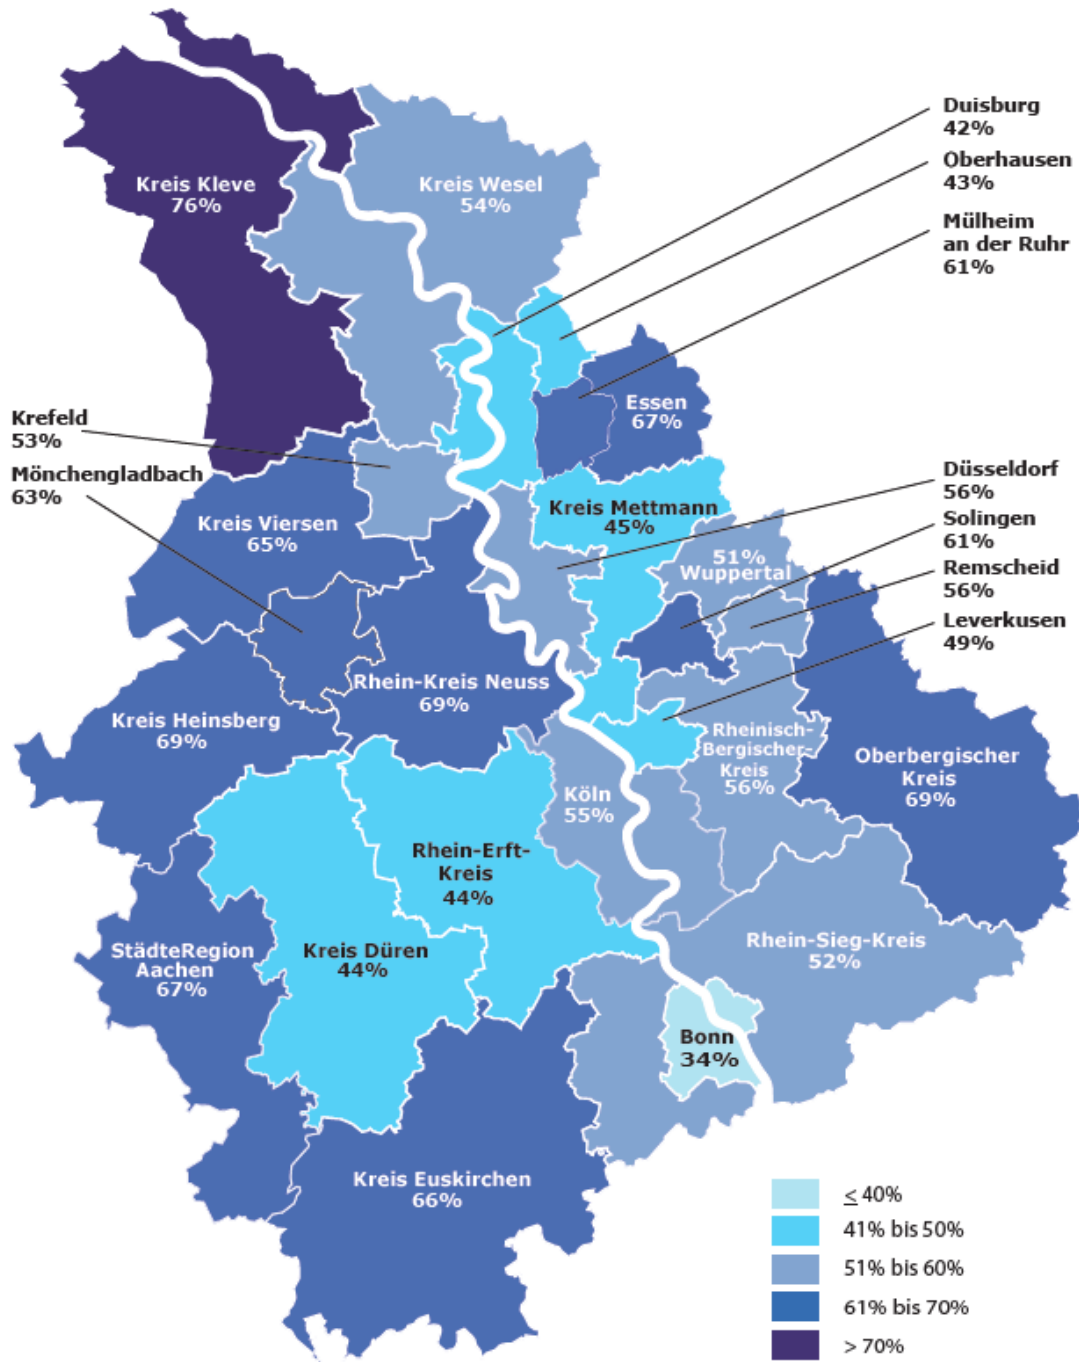 Duisburg
42%
Oberhausen
43%
Mülheim
an der Ruhr
61%
Kreis Kleve
76%
Kreis Wesel
54%
Essen
67%
Krefeld
53%
Mönchengladbach
63%
Düsseldorf
56%
Solingen
61%
Remscheid
56%
Leverkusen
49%
Kreis Viersen
65%
Kreis Mettmann
45%
51%
Wuppertal
Rhein-Kreis Neuss
69%
Kreis Heinsberg
69%
Rheinisch-
Bergischer-
Kreis
56%
Oberbergischer
Kreis
69%
Köln
55%
Rhein-Erft-
Kreis
44%
StädteRegion
Aachen
67%
Kreis Düren
44%
Rhein-Sieg-Kreis
52%
Bonn
34%
Kreis Euskirchen
66%
≤ 40%
41% bis 50%
51% bis 60%
61% bis 70%
> 70%